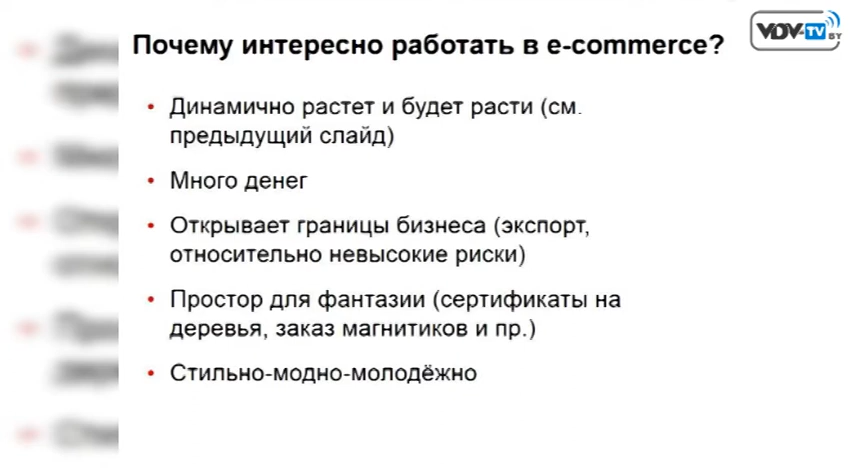 Почему интересно работать в e-commerce?
VDV-TV BY
• Динамично растет и будет расти (см.
предыдущий слайд)
• Много денег
• Открывает границы бизнеса (экспорт,
относительно невысокие риски)
• Простор для фантазии (сертификаты на
деревья, заказ магнитиков и пр.)
• Стильно-модно-молодёжно